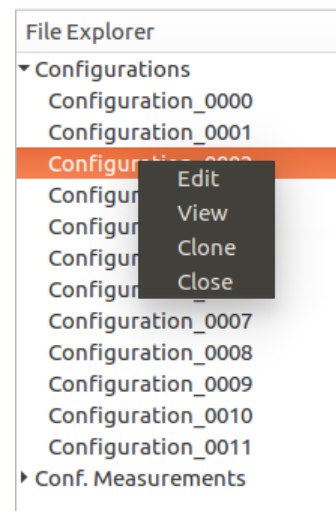 File Explorer
Configurations
Configuration_0000
Configuration_0001
Edit
View
Clone
Close
Configuration_0007
Configuration_0008
Configuration_0009
Configuration_0010
Configuration_0011
Conf. Measurements